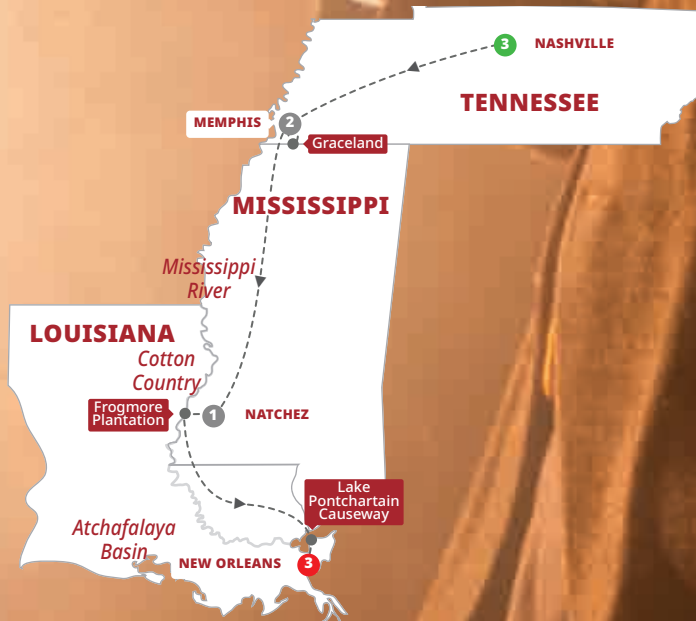 3 NASHVILLE
TENNESSEE
MEMPHIS 2
Graceland
MISSISSIPPI
Mississippi
River
LOUISIANA
Cotton
Country
Frogmore
Plantation
1 NATCHEZ
Lake
Pontchartain
Causeway
Atchafalaya
Basin
NEW ORLEANS 3